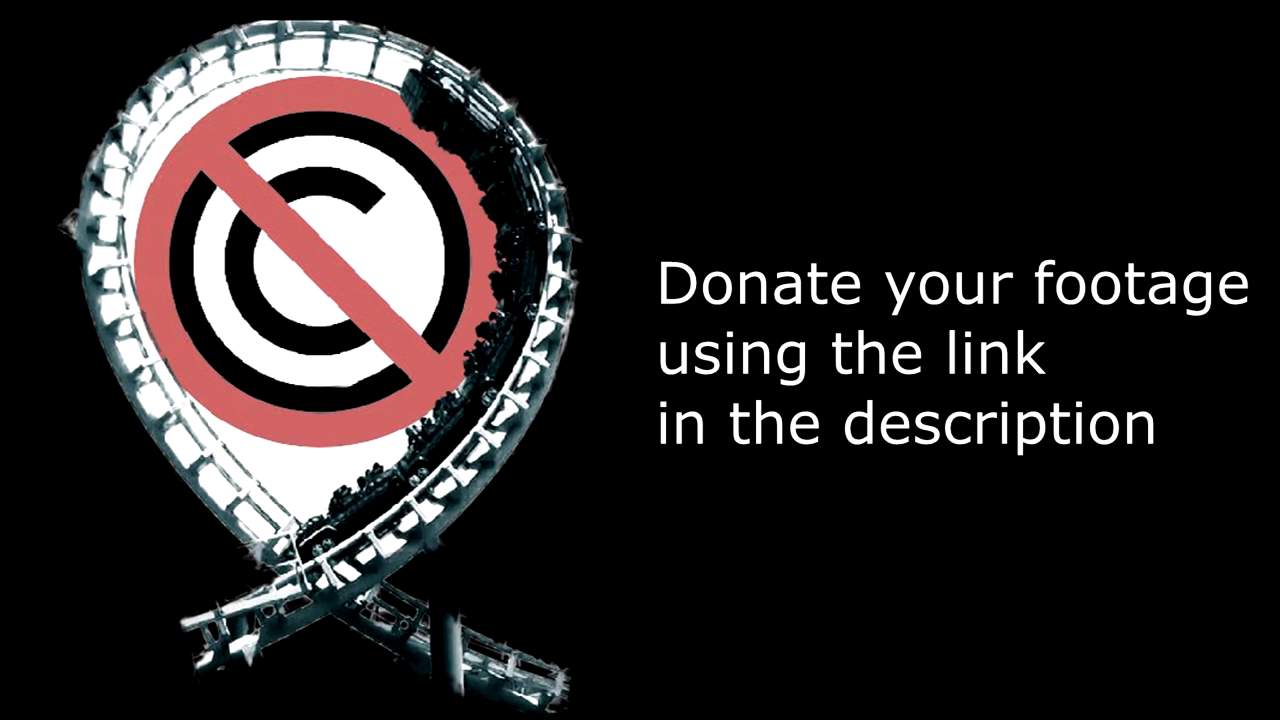 Donate your footage
using the link
in the description